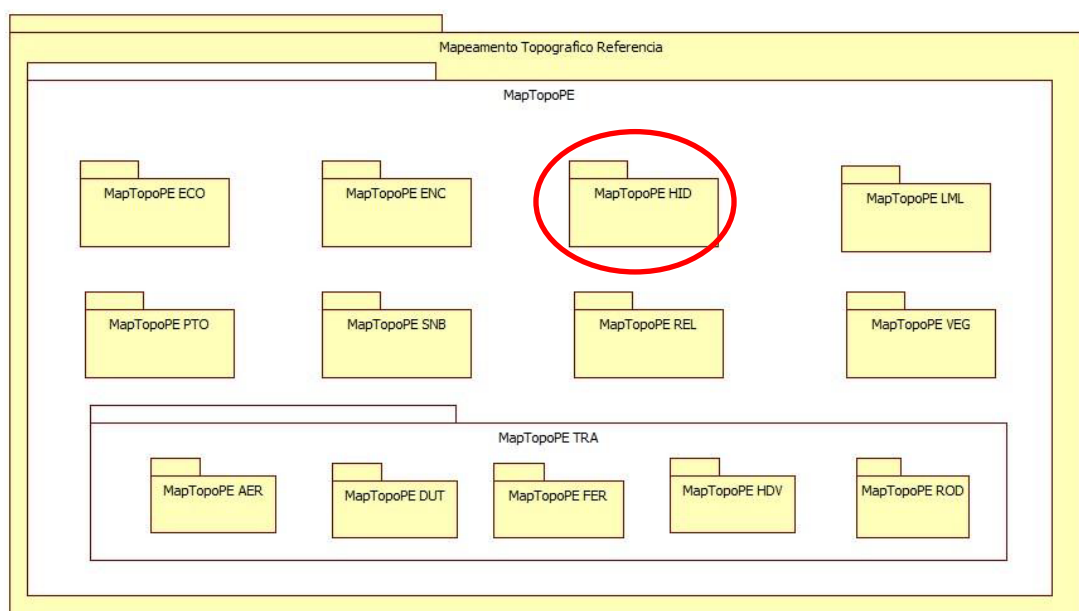 Mapeamento Topografico Referencia
MapTopoPE
MapTopoPE ECO
MapTopoPE ENC
MapTopoPE HID
MapTopoPE LML
MapTopoPE PTO
MapTopoPE SNB
MapTopoPE REL
MapTopoPE VEG
MapTopoPE TRA
MapTopoPE AER
MapTopoPE DUT
MapTopoPE FER
MapTopoPE HDV
MapTopoPE ROD